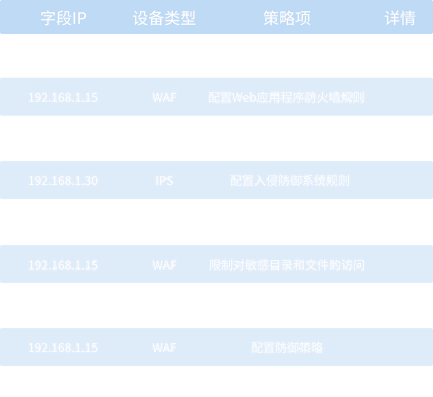 字段IP 设备类型 策略项 详情
192.168.1.15 WAF 配置Web应用程序防火墙规则
192.168.1.30 IPS 配置入侵防御系统规则
192.168.1.15 WAF 限制对敏感目录和文件的访问
192.168.1.15 WAF 配置防御策略